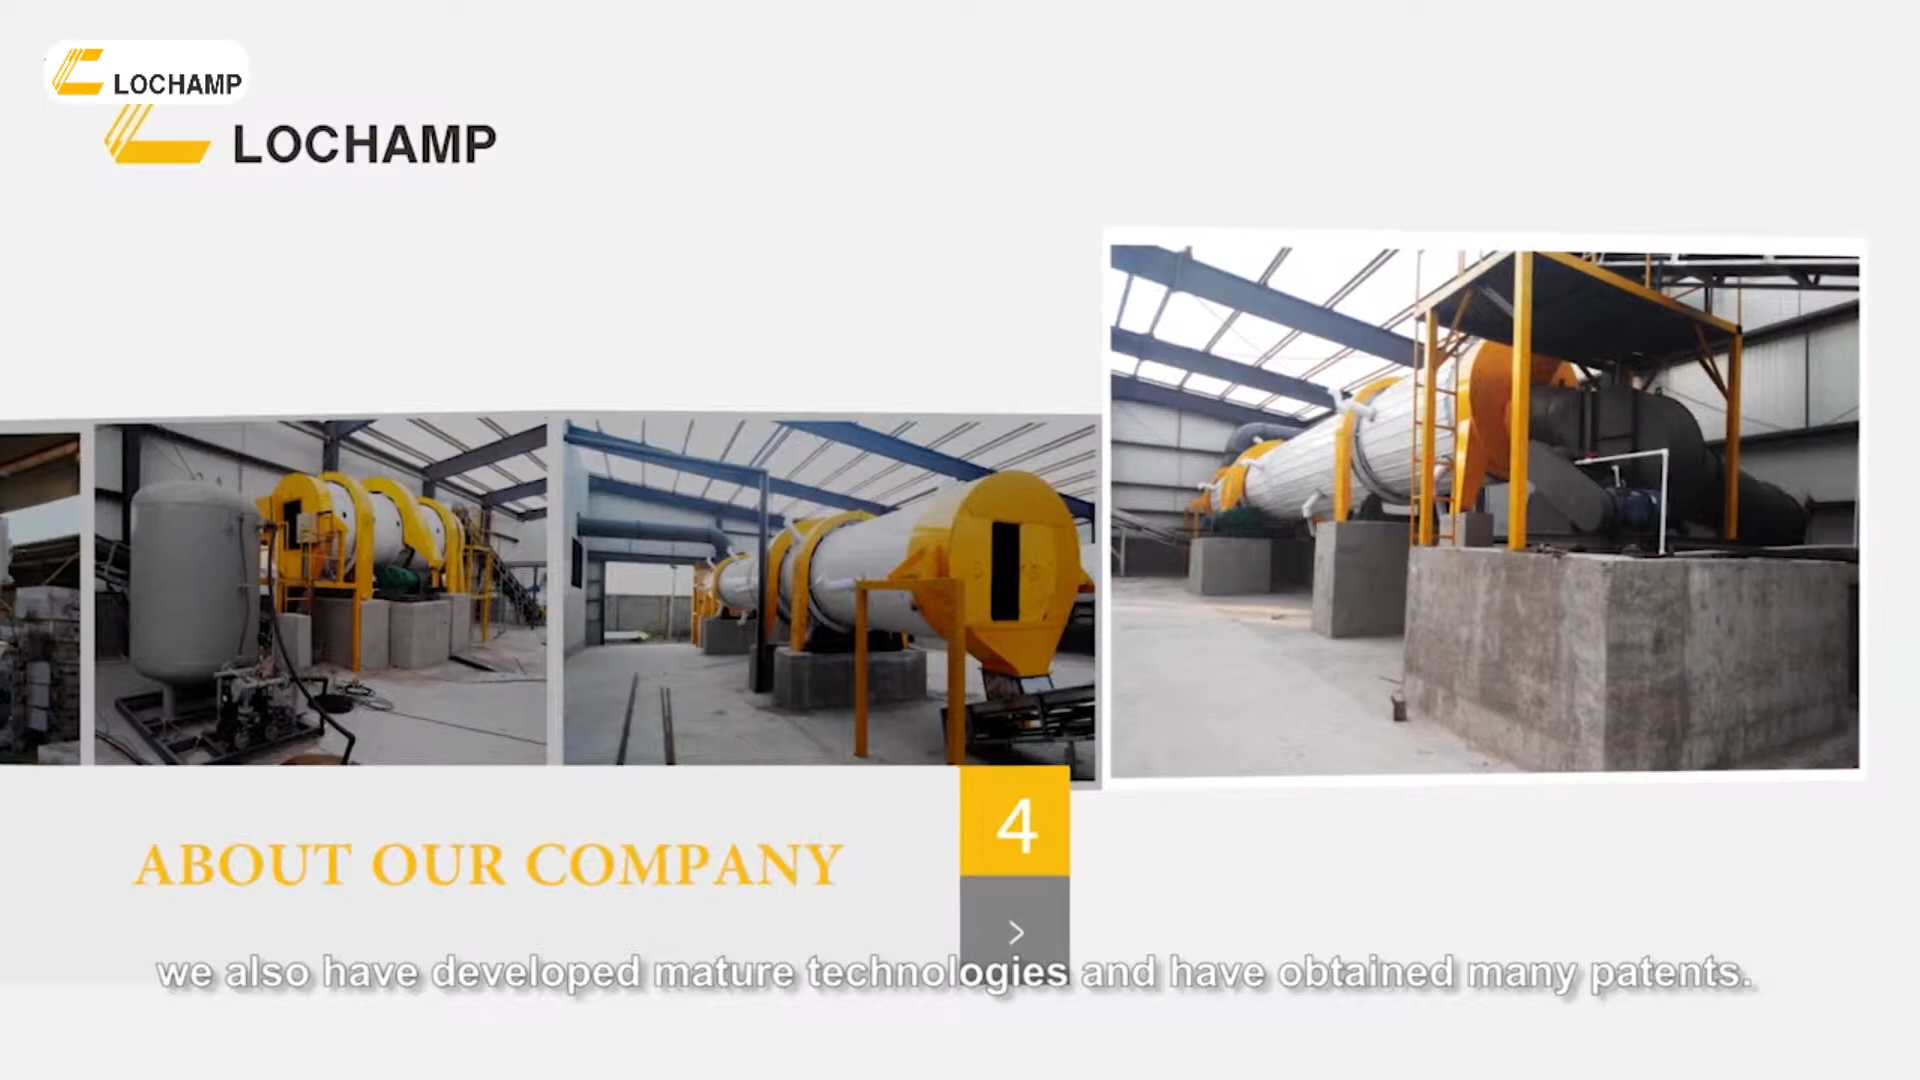 LOCHAMP
LOCHAMP
4
ABOUT OUR COMPANY
>
we also have developed mature technologies and have obtained many patents.